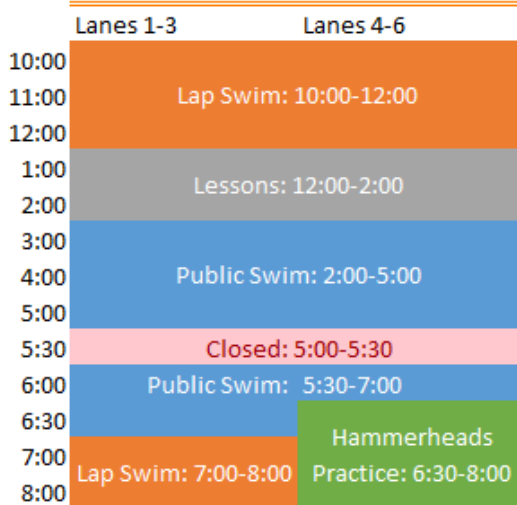 Lanes 1-3 Lanes 4-6
10:00
11:00 Lap Swim: 10:00-12:00
12:00
1:00
Lessons: 12:00-2:00
2:00
3:00
4:00 Public Swim: 2:00-5:00
5:00
5:30 Closed: 5:00-5:30
6:00 Public Swim: 5:30-7:00
6:30
Hammerheads
7:00
Lap Swim: 7:00-8:00 Practice: 6:30-8:00
8:00